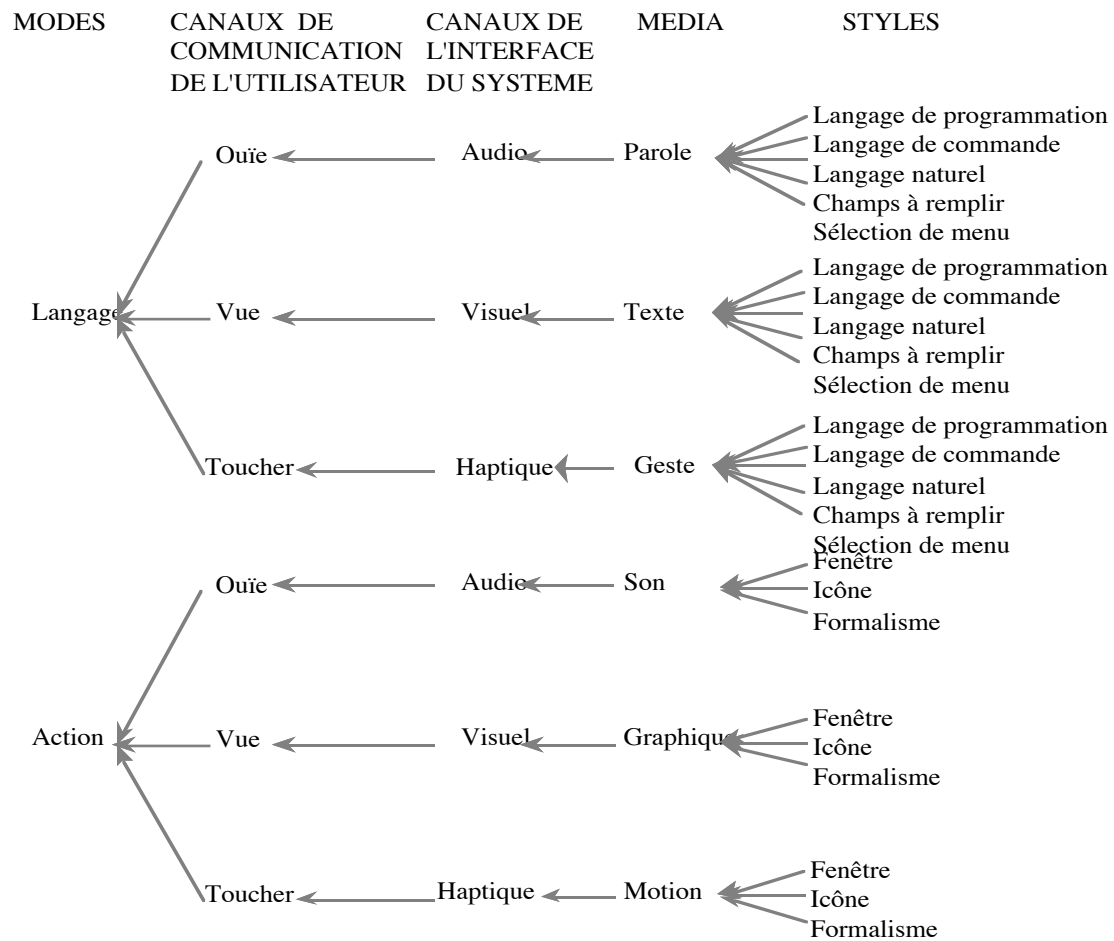 MODES
CANAUX DE
COMMUNICATION
DE L'UTILISATEUR
CANAUX DE
L'INTERFACE
DU SYSTEME
MEDIA
STYLES
Ouïe
Audio
Parole
Langage de programmation
Langage de commande
Langage naturel
Champs à remplir
Sélection de menu
Langage
Vue
Visuel
Texte
Langage de programmation
Langage de commande
Langage naturel
Champs à remplir
Sélection de menu
Toucher
Haptique
Geste
Langage de programmation
Langage de commande
Langage naturel
Champs à remplir
Sélection de menu
Ouïe
Audio
Son
Fenêtre
Icône
Formalisme
Action
Vue
Visuel
Graphique
Fenêtre
Icône
Formalisme
Toucher
Haptique
Motion
Fenêtre
Icône
Formalisme